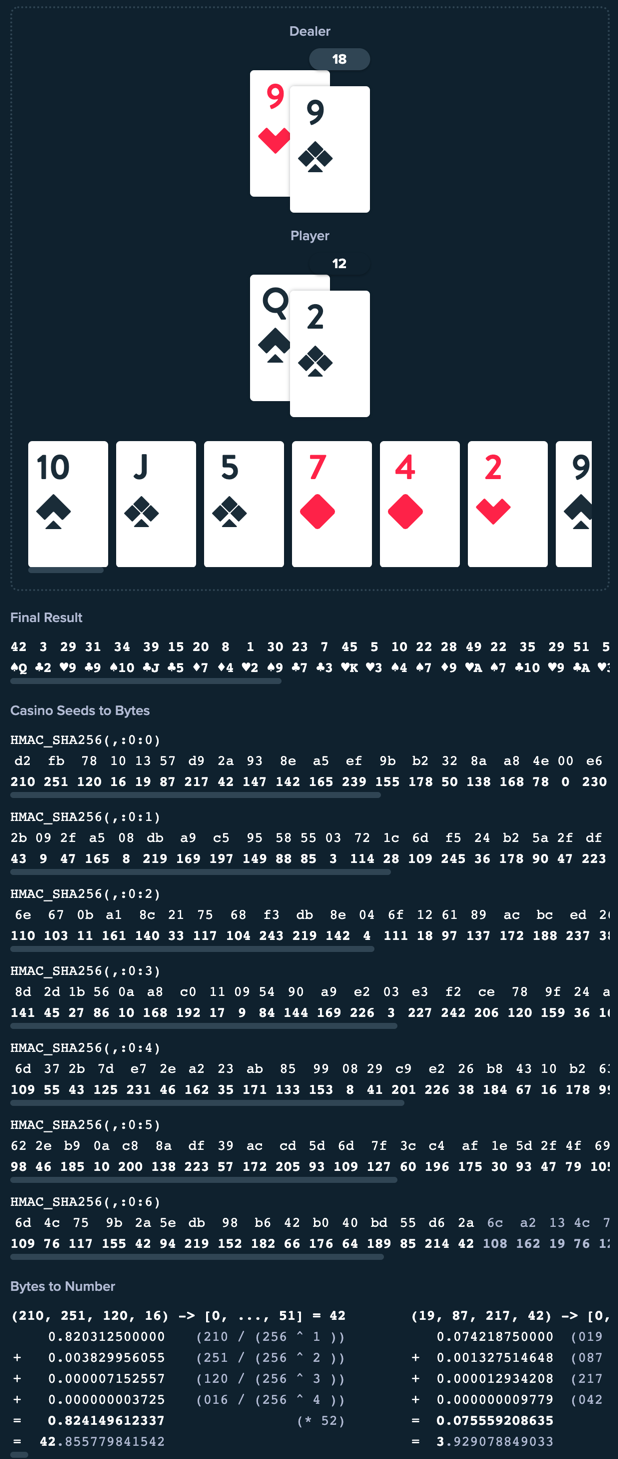 Dealer
18
9
9
Player
12
Q
2
10 J 5 7 4 2 9
Final Result
42 3 29 31 34 39 15 20 8 1 30 23 7 45 5 10 22 28 49 22 35 29 51
♠Q ♣2 ♥9 ♣9 ♠10 ♣J ♣5 ♦7 ♦4 ♥2 ♠9 ♣7 ♣3 ♥K ♥3 ♠4 ♠7 ♦9 ♥A ♠7 ♣10 ♥9 ♣A
Casino Seeds to Bytes
HMAC_SHA256(,:0:0)
d2 fb 78 10 13 57 d9 2a 93 8e a5 ef 9b b2 32 8a a8 4e 00 e6
210 251 120 16 19 87 217 42 147 142 165 239 155 178 50 138 168 78 0 230
HMAC_SHA256(,:0:1)
2b 09 2f a5 08 db a9 c5 95 58 55 03 72 1c 6d f5 24 b2 5a 2f df
43 9 47 165 8 219 169 197 149 88 85 3 114 28 109 245 36 178 90 47 223
HMAC_SHA256(,:0:2)
6e 67 0b a1 8c 21 75 68 f3 db 8e 04 6f 12 61 89 ac bc ed
110 103 11 161 140 33 117 104 243 219 142 4 111 18 97 137 172 188 237
HMAC_SHA256(,:0:3)
8d 2d 1b 56 0a a8 c0 11 09 54 90 a9 e2 03 e3 f2 ce 78 9f 24
141 45 27 86 10 168 192 17 9 84 144 169 226 3 227 242 206 120 159 36
HMAC_SHA256(,:0:4)
6d 37 2b 7d e7 2e a2 23 ab 85 99 08 29 c9 e2 26 b8 43 10 b2
109 55 43 125 231 46 162 35 171 133 153 8 41 201 226 38 184 67 16 178
HMAC_SHA256(,:0:5)
62 2e b9 0a c8 8a df 39 ac cd 5d 6d 7f 3c c4 af 1e 5d 2f 4f 69
98 46 185 10 200 138 223 57 172 205 93 109 127 60 196 175 30 93 47 79 105
HMAC_SHA256(,:0:6)
6d 4c 75 9b 2a 5e db 98 b6 42 b0 40 bd 55 d6 2a 6c a2 13 4c
109 76 117 155 42 94 219 152 182 66 176 64 189 85 214 42 108 162 19 76
Bytes to Number
(210, 251, 120, 16) -> [0, ..., 51] = 42 (19, 87, 217, 42) -> [0,
0.820312500000 (210 / (256 ^ 1 )) 0.074218750000 (019
+ 0.003829956055 (251 / (256 ^ 2 )) + 0.001327514648 (087
+ 0.000007152557 (120 / (256 ^ 3 )) + 0.000012934208 (217
+ 0.000000003725 (016 / (256 ^ 4 )) + 0.000000009779 (042
= 0.824149612337 (* 52) = 0.075559208635
= 42.855779841542 = 3.929078849033